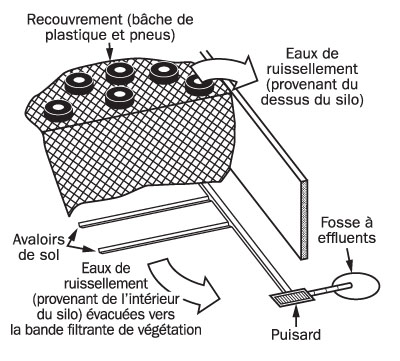 Recouvrement (bâche de
plastique et pneus)
Eaux de
ruissellement
(provenant du
dessus du silo)
Avaloirs
de sol
Fosse à
effluents
Eaux de
ruissellement
(provenant de l'intérieur
du silo) évacuées vers
la bande filtrante de végétation
Puisard